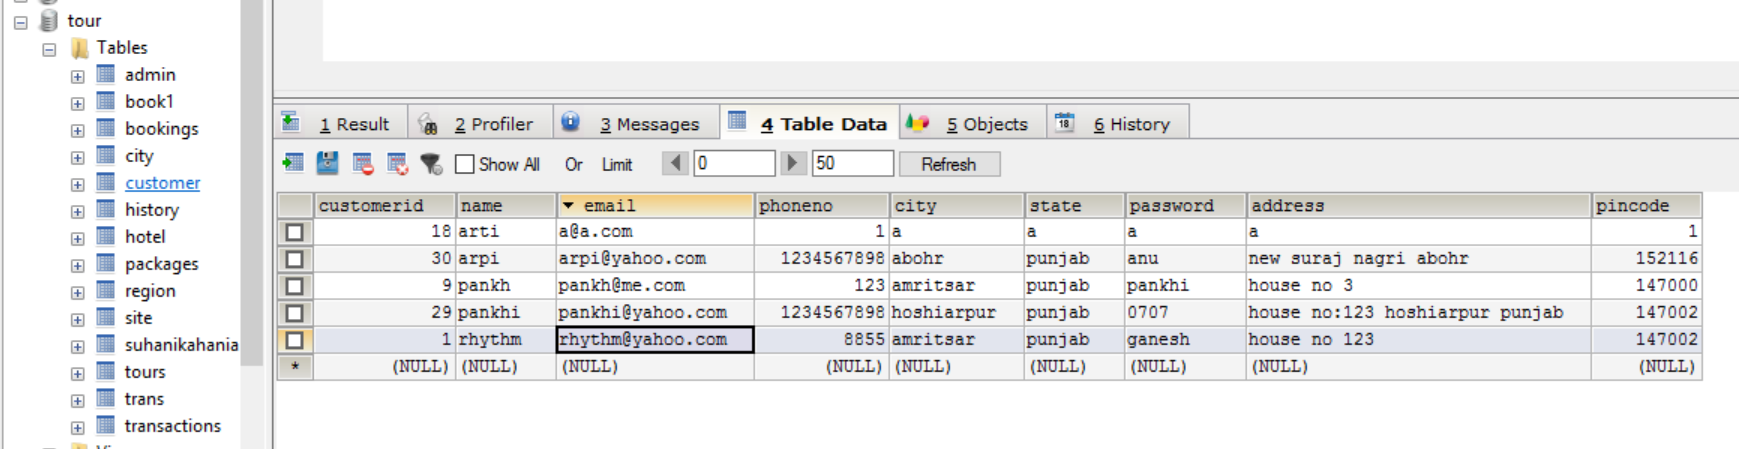 tour
Tables
admin
book1
bookings
city
customer
history
hotel
packages
region
site
suhanikahania
tours
trans
transactions
1 Result 2 Profiler 3 Messages 4 Table Data 5 Objects 18 6 History
Show All Or Limit 0 50 Refresh
customerid name email phoneno city state password address pincode
18 arti a@a.com 1 a a a a 1
30 arpi arpi@yahoo.com 1234567898 abohr punjab anu new suraj nagri abohr 152116
9 pankh pankh@me.com 123 amritsar punjab pankhi house no 3 147000
29 pankhi pankhi@yahoo.com 1234567898 hoshiarpur punjab 0707 house no:123 hoshiarpur punjab 147002
1 rhythm rhythm@yahoo.com 8855 amritsar punjab ganesh house no 123 147002
* (NULL) (NULL) (NULL) (NULL) (NULL) (NULL) (NULL) (NULL) (NULL)